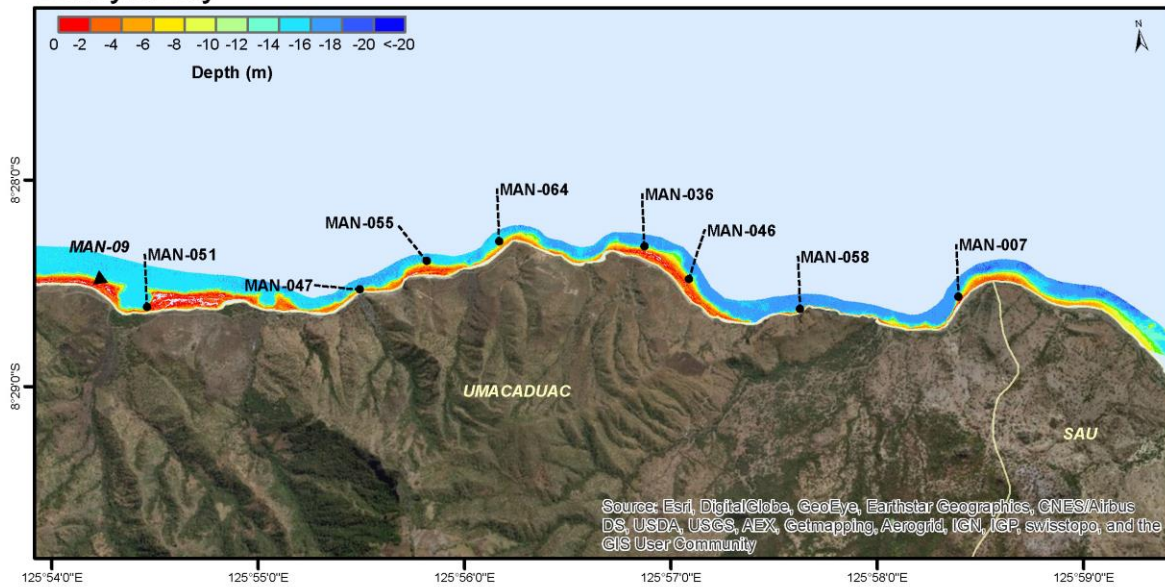 0 -2 -4 -6 -8 -10 -12 -14 -16 -18 -20 <-20
Depth (m)
N
8°28'0"S
8°29'0"S
MAN-09
MAN-051
MAN-047
MAN-055
MAN-064
MAN-036
MAN-046
MAN-058
MAN-007
UMACADUAC
SAU
Source: Esri, DigitalGlobe, GeoEye, Earthstar Geographics, CNES/Airbus
DS, USDA, USGS, AEX, Getmapping, Aerogrid, IGN, IGP, swisstopo, and the
GIS User Community
125°54'0"E 125°55'0"E 125°56'0"E 125°57'0"E 125°58'0"E 125°59'0"E